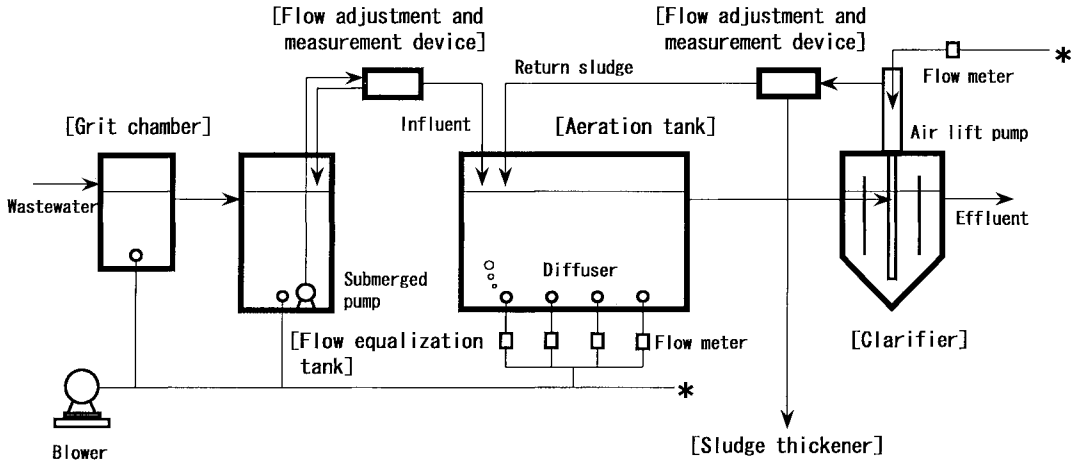 [Flow adjustment and
measurement device]
[Flow adjustment and
measurement device]
*
Flow meter
Return sludge
Influent
[Grit chamber]
[Aeration tank]
Air lift pump
Wastewater
Effluent
Submerged
pump
Diffuser
[Flow equalization
tank]
Flow meter
[Clarifier]
*
Blower
[Sludge thickener]